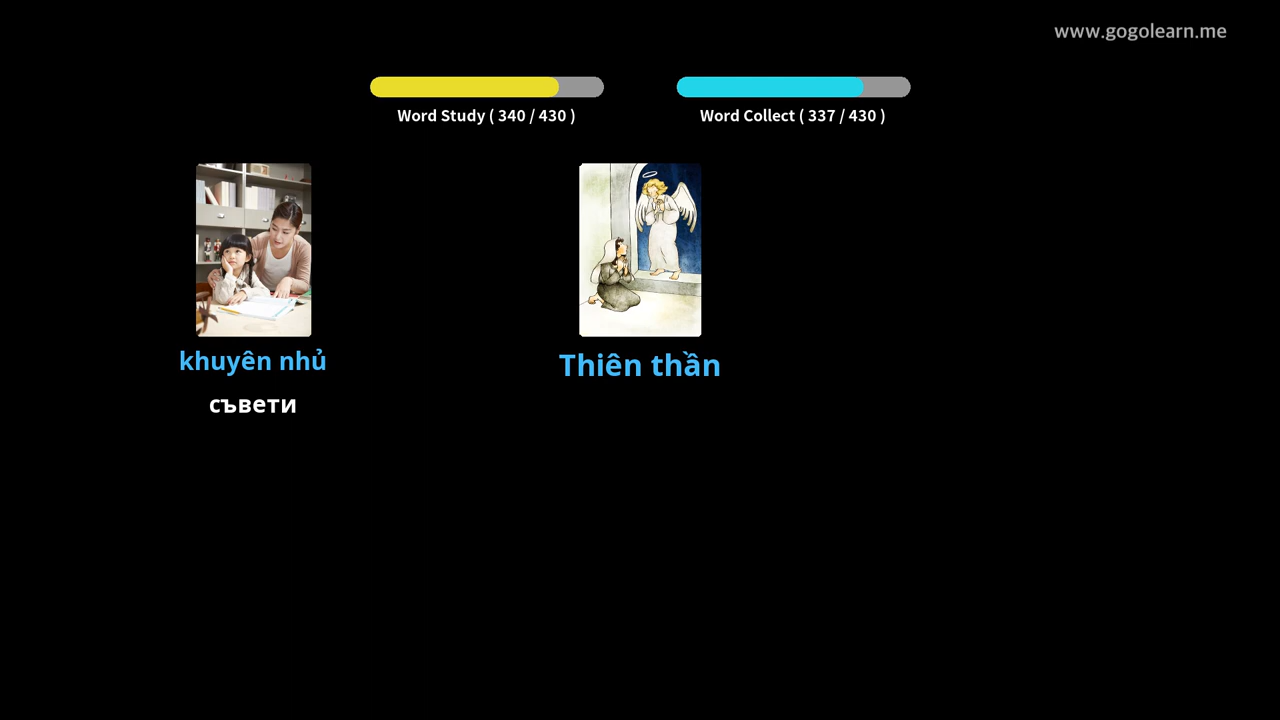 www.gogolearn.me
Word Study ( 340 / 430 )
Word Collect ( 337 / 430 )
khuyên nhủ
съвети
Thiên thần